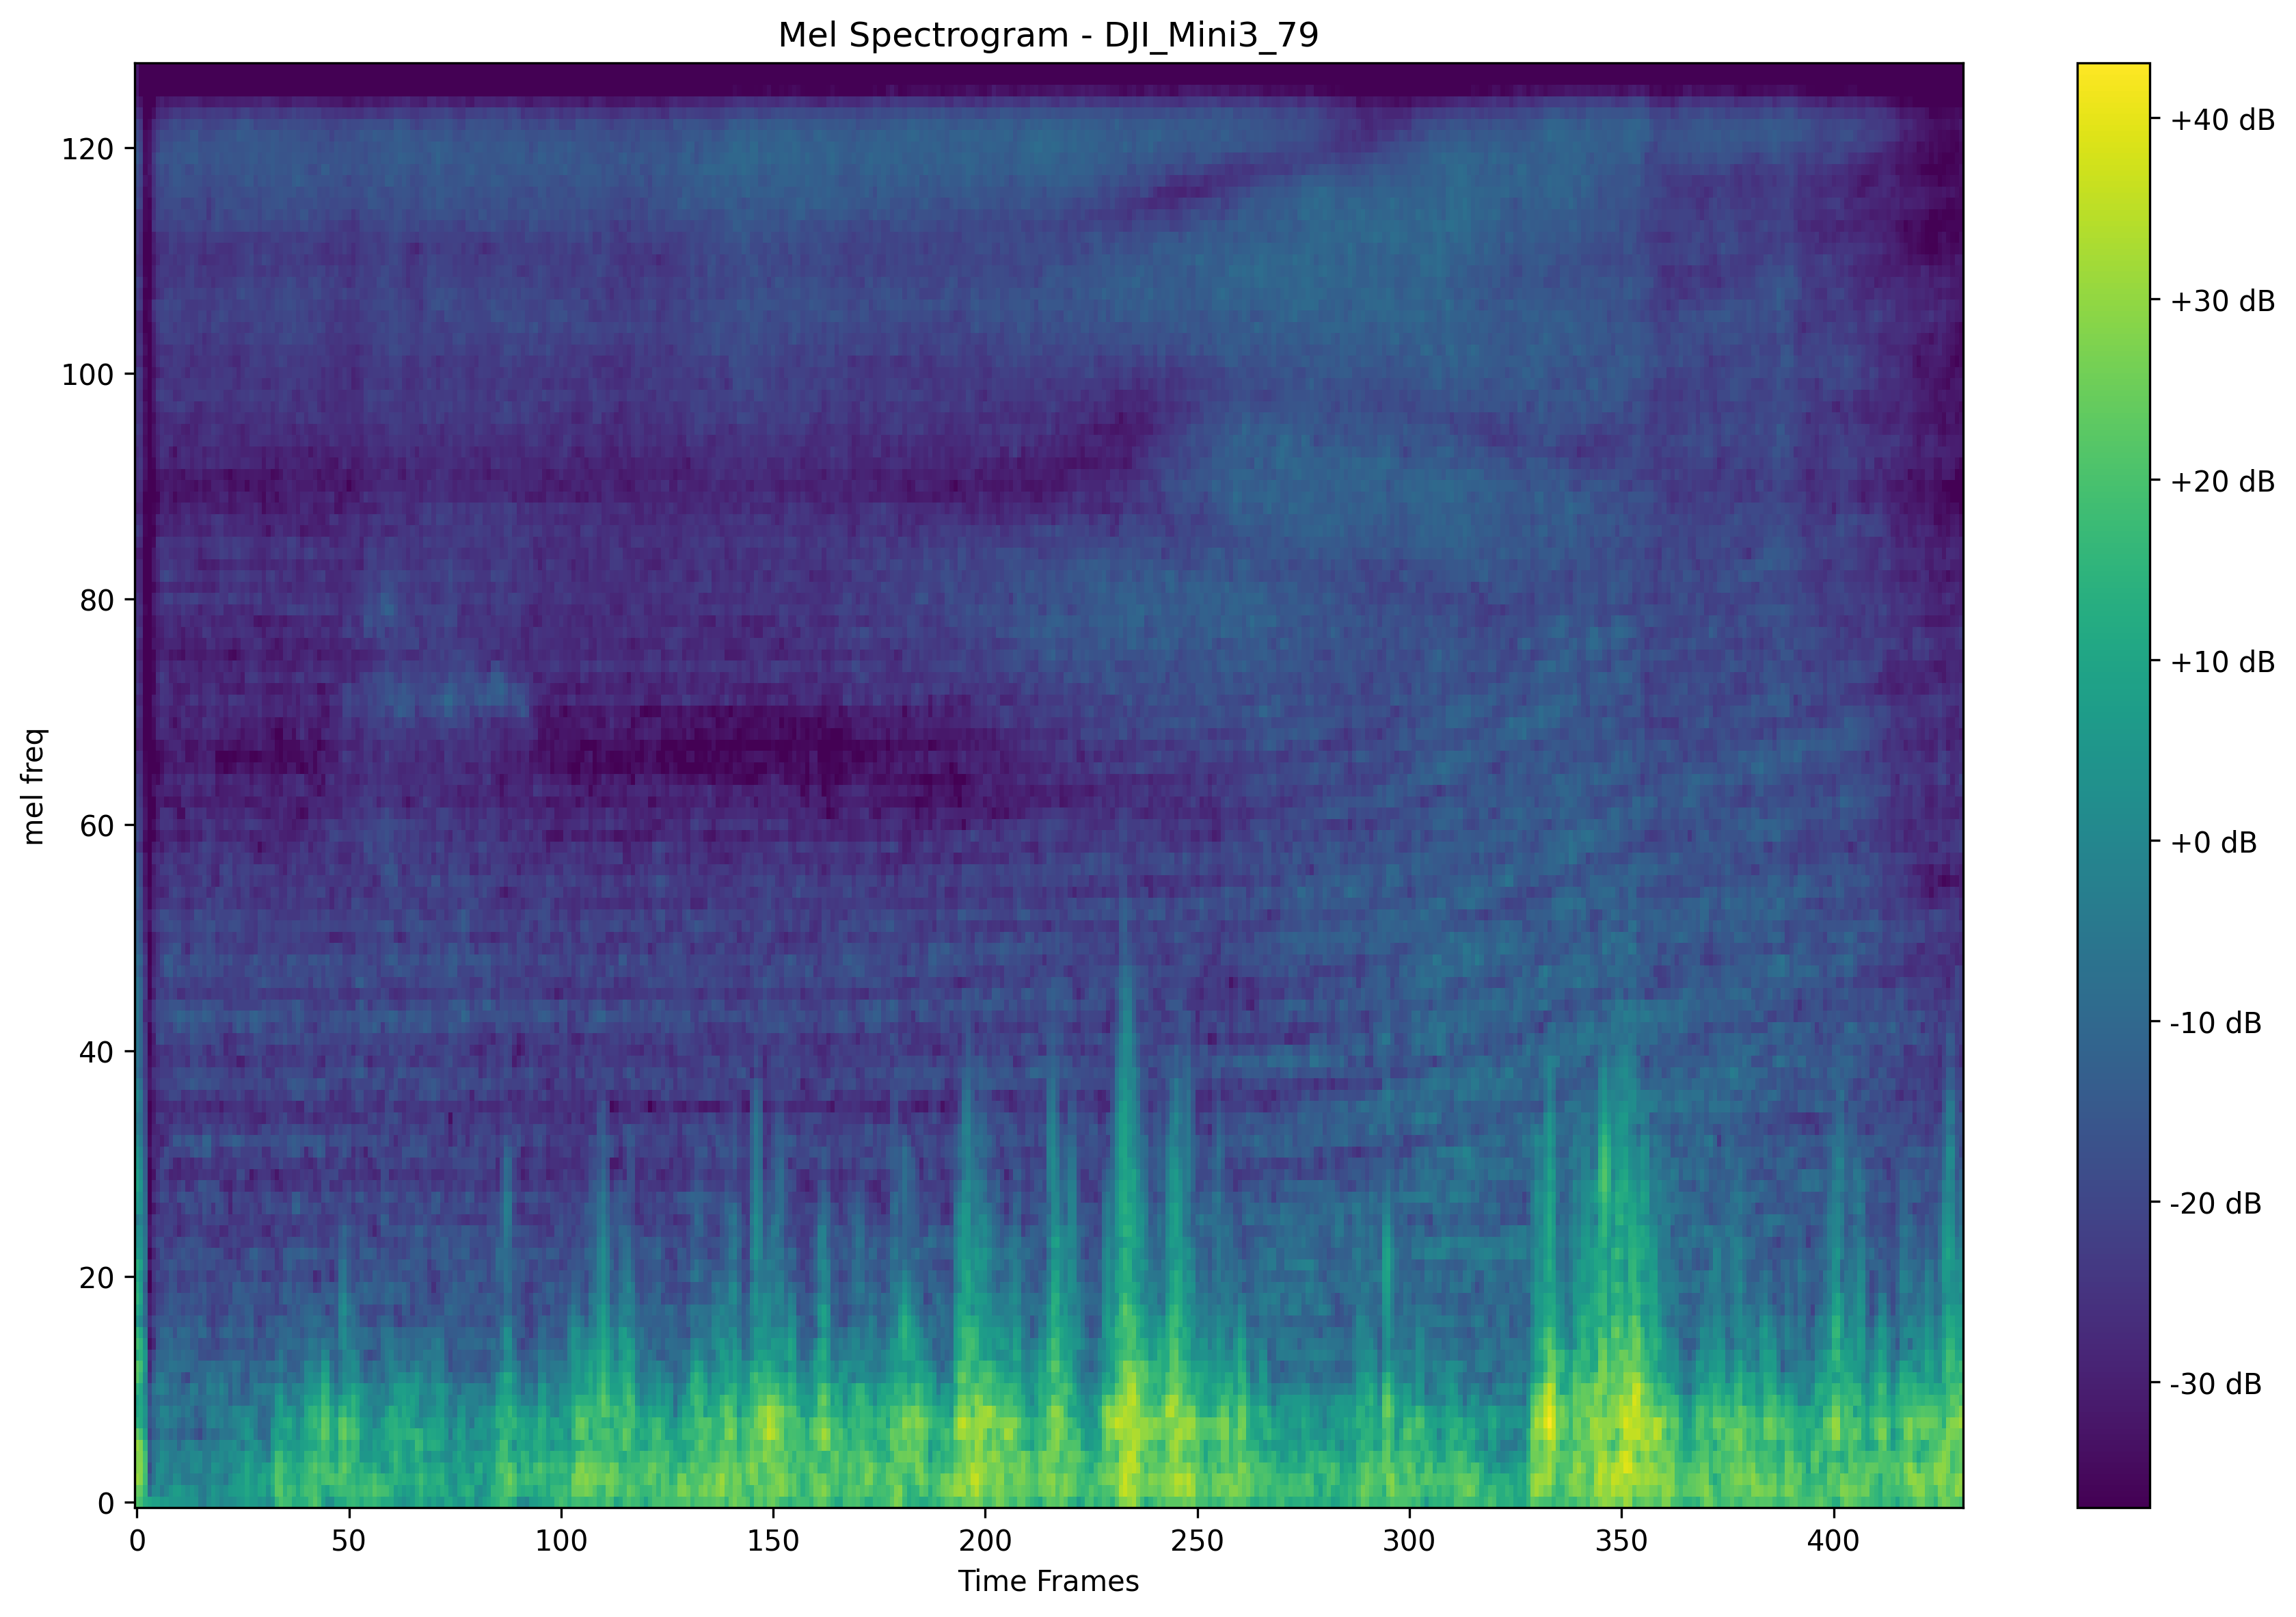 Mel Spectrogram - DJI_Mini3_79
mel freq
120
100
80
60
40
20
0
0 50 100 150 200 250 300 350 400
Time Frames
+40 dB
+30 dB
+20 dB
+10 dB
+0 dB
-10 dB
-20 dB
-30 dB